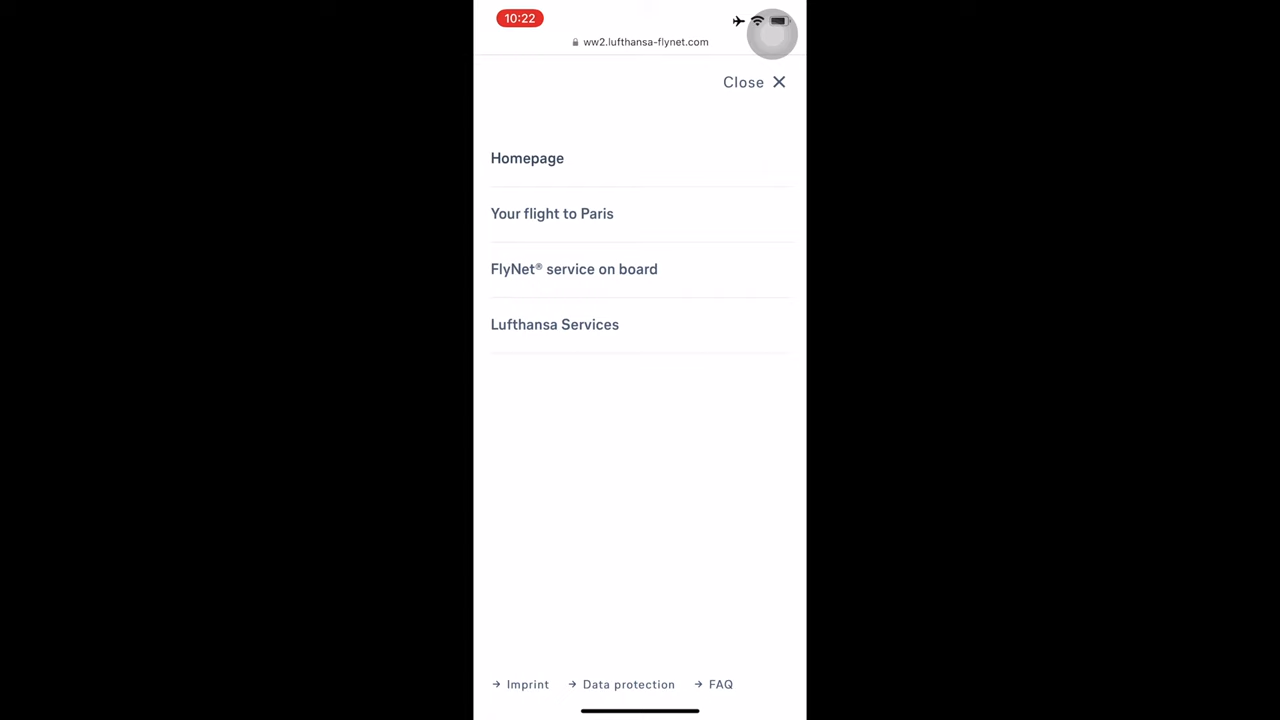 10:22
ww2.lufthansa-flynet.com
Close
Homepage
Your flight to Paris
FlyNet® service on board
Lufthansa Services
Imprint
Data protection
FAQ